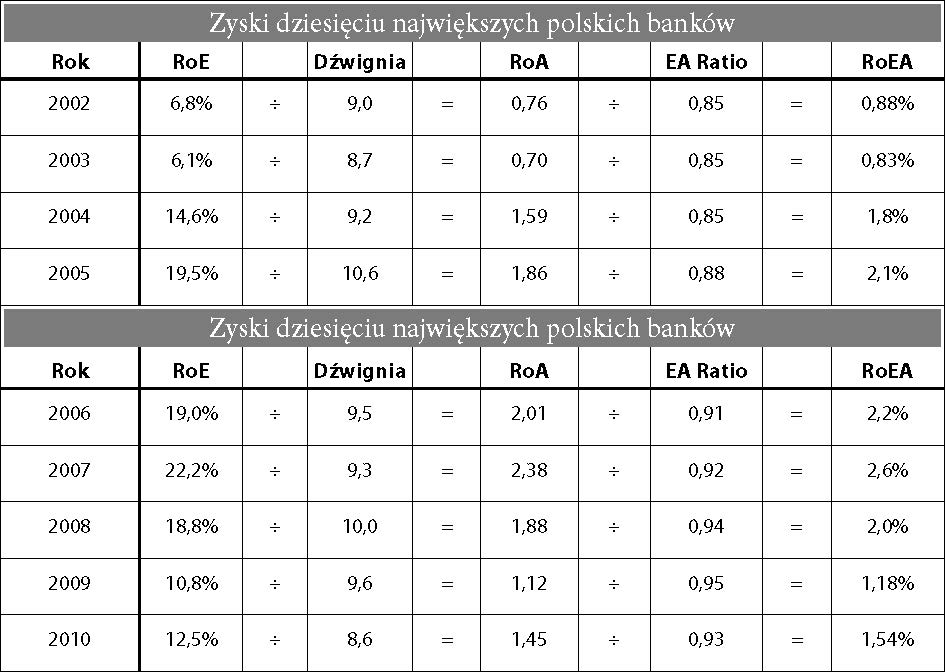 Zyski dziesięciu największych polskich banków
Rok RoE Dźwignia RoA EA Ratio RoEA
2002 6,8% ÷ 9,0 = 0,76 ÷ 0,85 = 0,88%
2003 6,1% ÷ 8,7 = 0,70 ÷ 0,85 = 0,83%
2004 14,6% ÷ 9,2 = 1,59 ÷ 0,85 = 1,8%
2005 19,5% ÷ 10,6 = 1,86 ÷ 0,88 = 2,1%
Zyski dziesięciu największych polskich banków
Rok RoE Dźwignia RoA EA Ratio RoEA
2006 19,0% ÷ 9,5 = 2,01 ÷ 0,91 = 2,2%
2007 22,2% ÷ 9,3 = 2,38 ÷ 0,92 = 2,6%
2008 18,8% ÷ 10,0 = 1,88 ÷ 0,94 = 2,0%
2009 10,8% ÷ 9,6 = 1,12 ÷ 0,95 = 1,18%
2010 12,5% ÷ 8,6 = 1,45 ÷ 0,93 = 1,54%